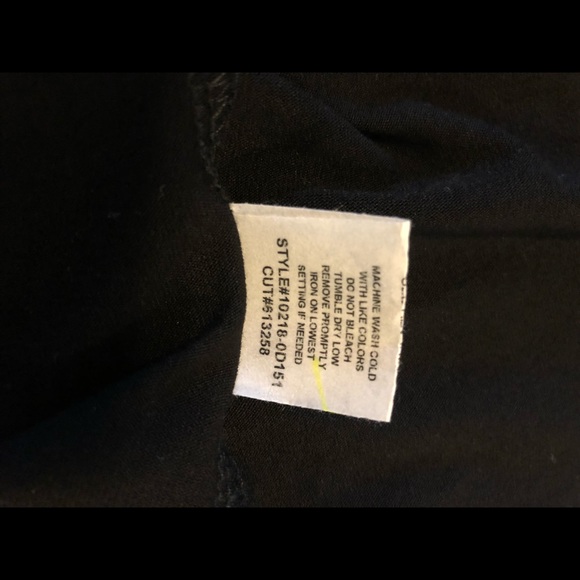 MACHINE WASH COLD
WITH LIKE COLORS
DO NOT BLEACH
TUMBLE DRY LOW
REMOVE PROMPTLY
IRON ON LOWEST
SETTING IF NEEDED
STYLE#10218-0D151
CUT#613258